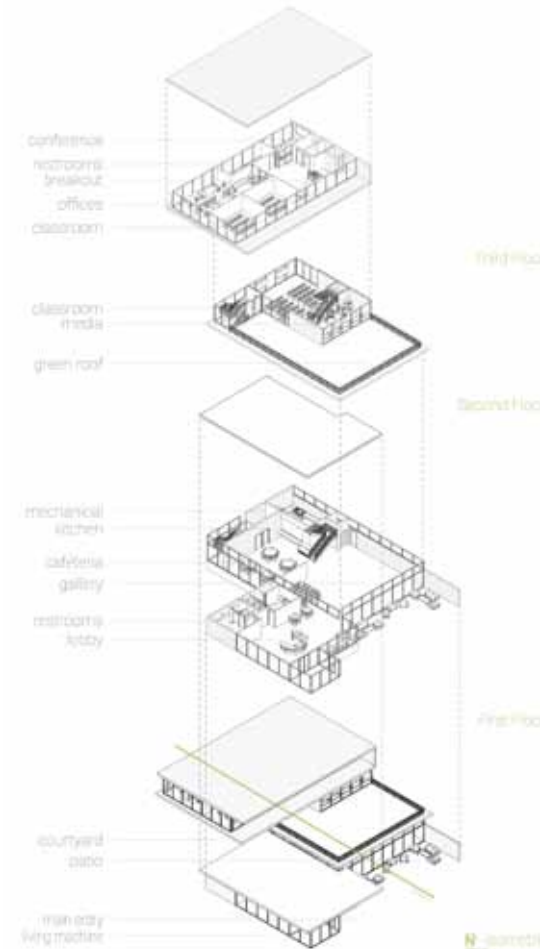 conference
restrooms
breakout
offices
classroom
Third Floo
classroom
media
green roof
Second Floo
mechanical
kitchen
cafeteria
gallery
restrooms
lobby
First Floo
courtyard
patio
main entry
living machine
N